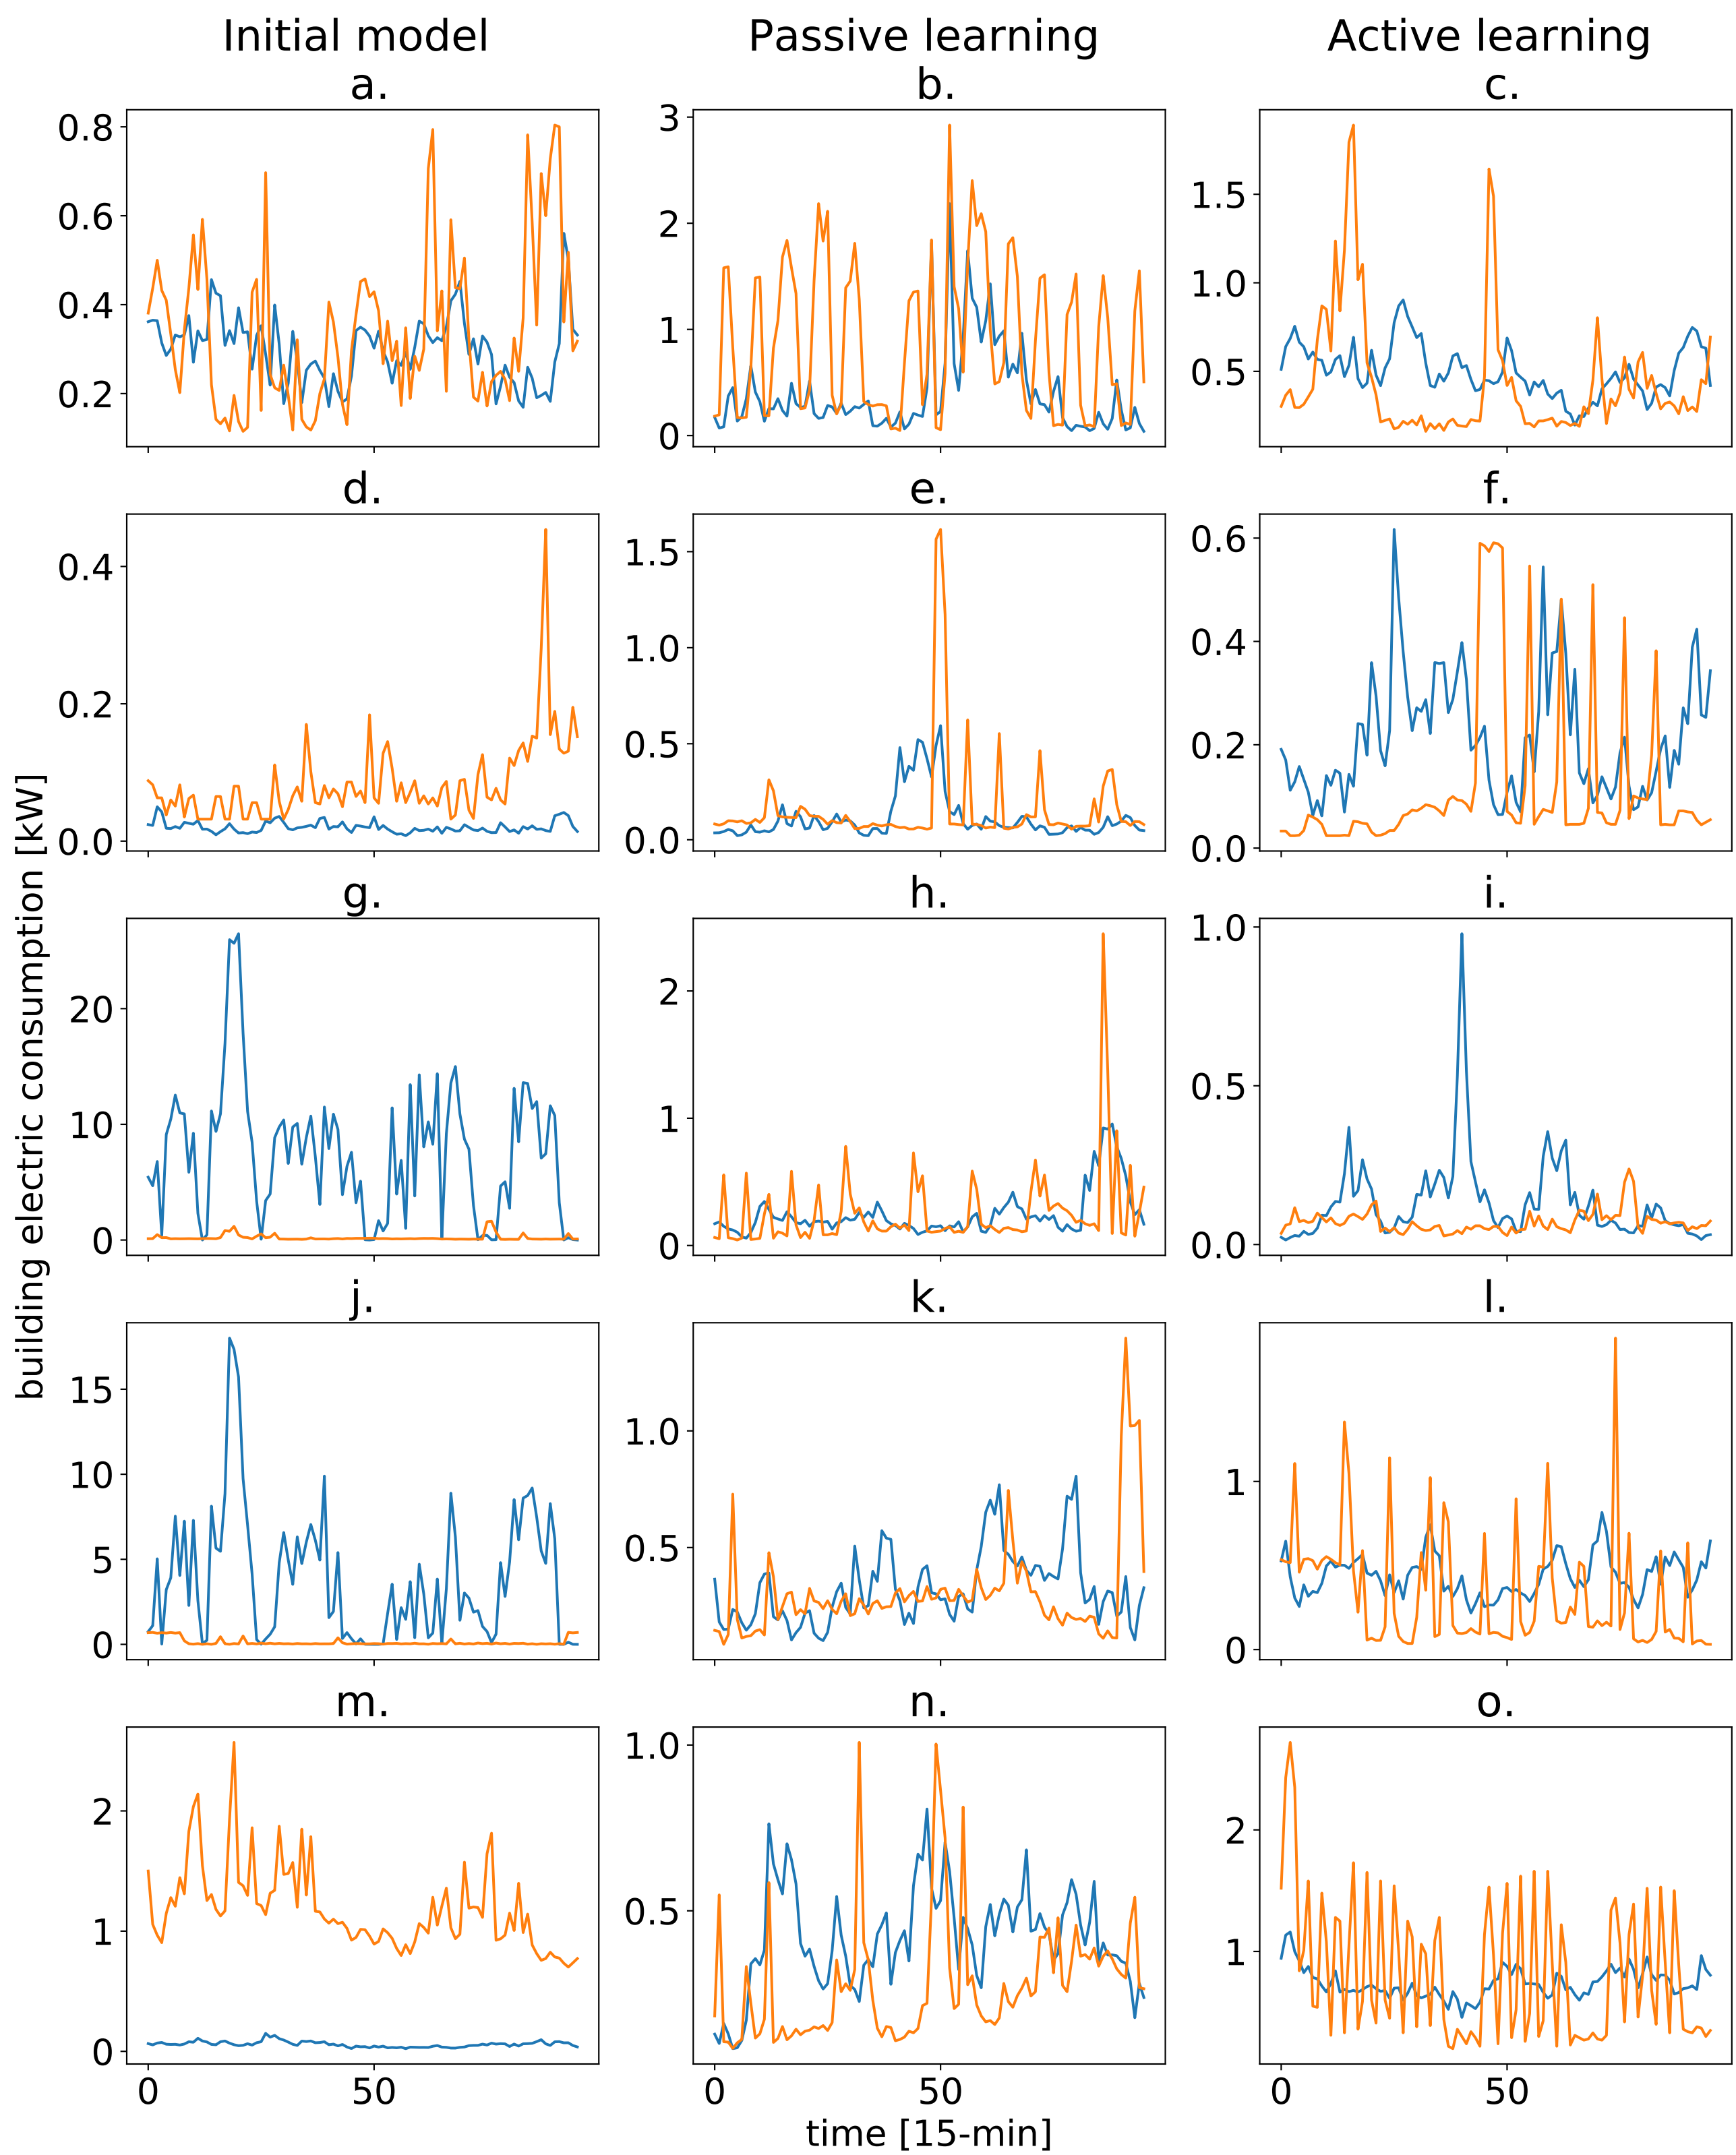 Initial model
Passive learning
Active learning
a.
b.
c.
0.8
0.6
0.4
0.2
3
2
1
0
1.5
1.0
0.5
d.
e.
f.
0.4
0.2
0.0
1.5
1.0
0.5
0.0
0.6
0.4
0.2
0.0
g.
h.
i.
20
10
0
2
1
0
1.0
0.5
0.0
j.
k.
l.
15
10
5
0
1.0
0.5
1
0
m.
n.
o.
2
1
0
1.0
0.5
2
1
0
50
0
50
0
50
building electric consumption [kW]
time [15-min]